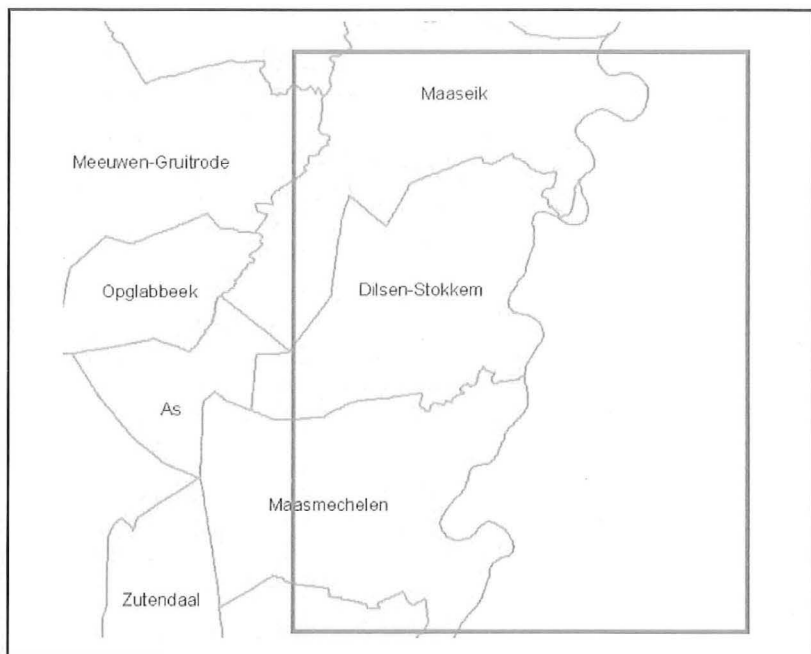 Maaseik
Meeuwen-Gruitrode
Opglabbeek
Dilsen-Stokkem
As
Maasmechelen
Zutendaal